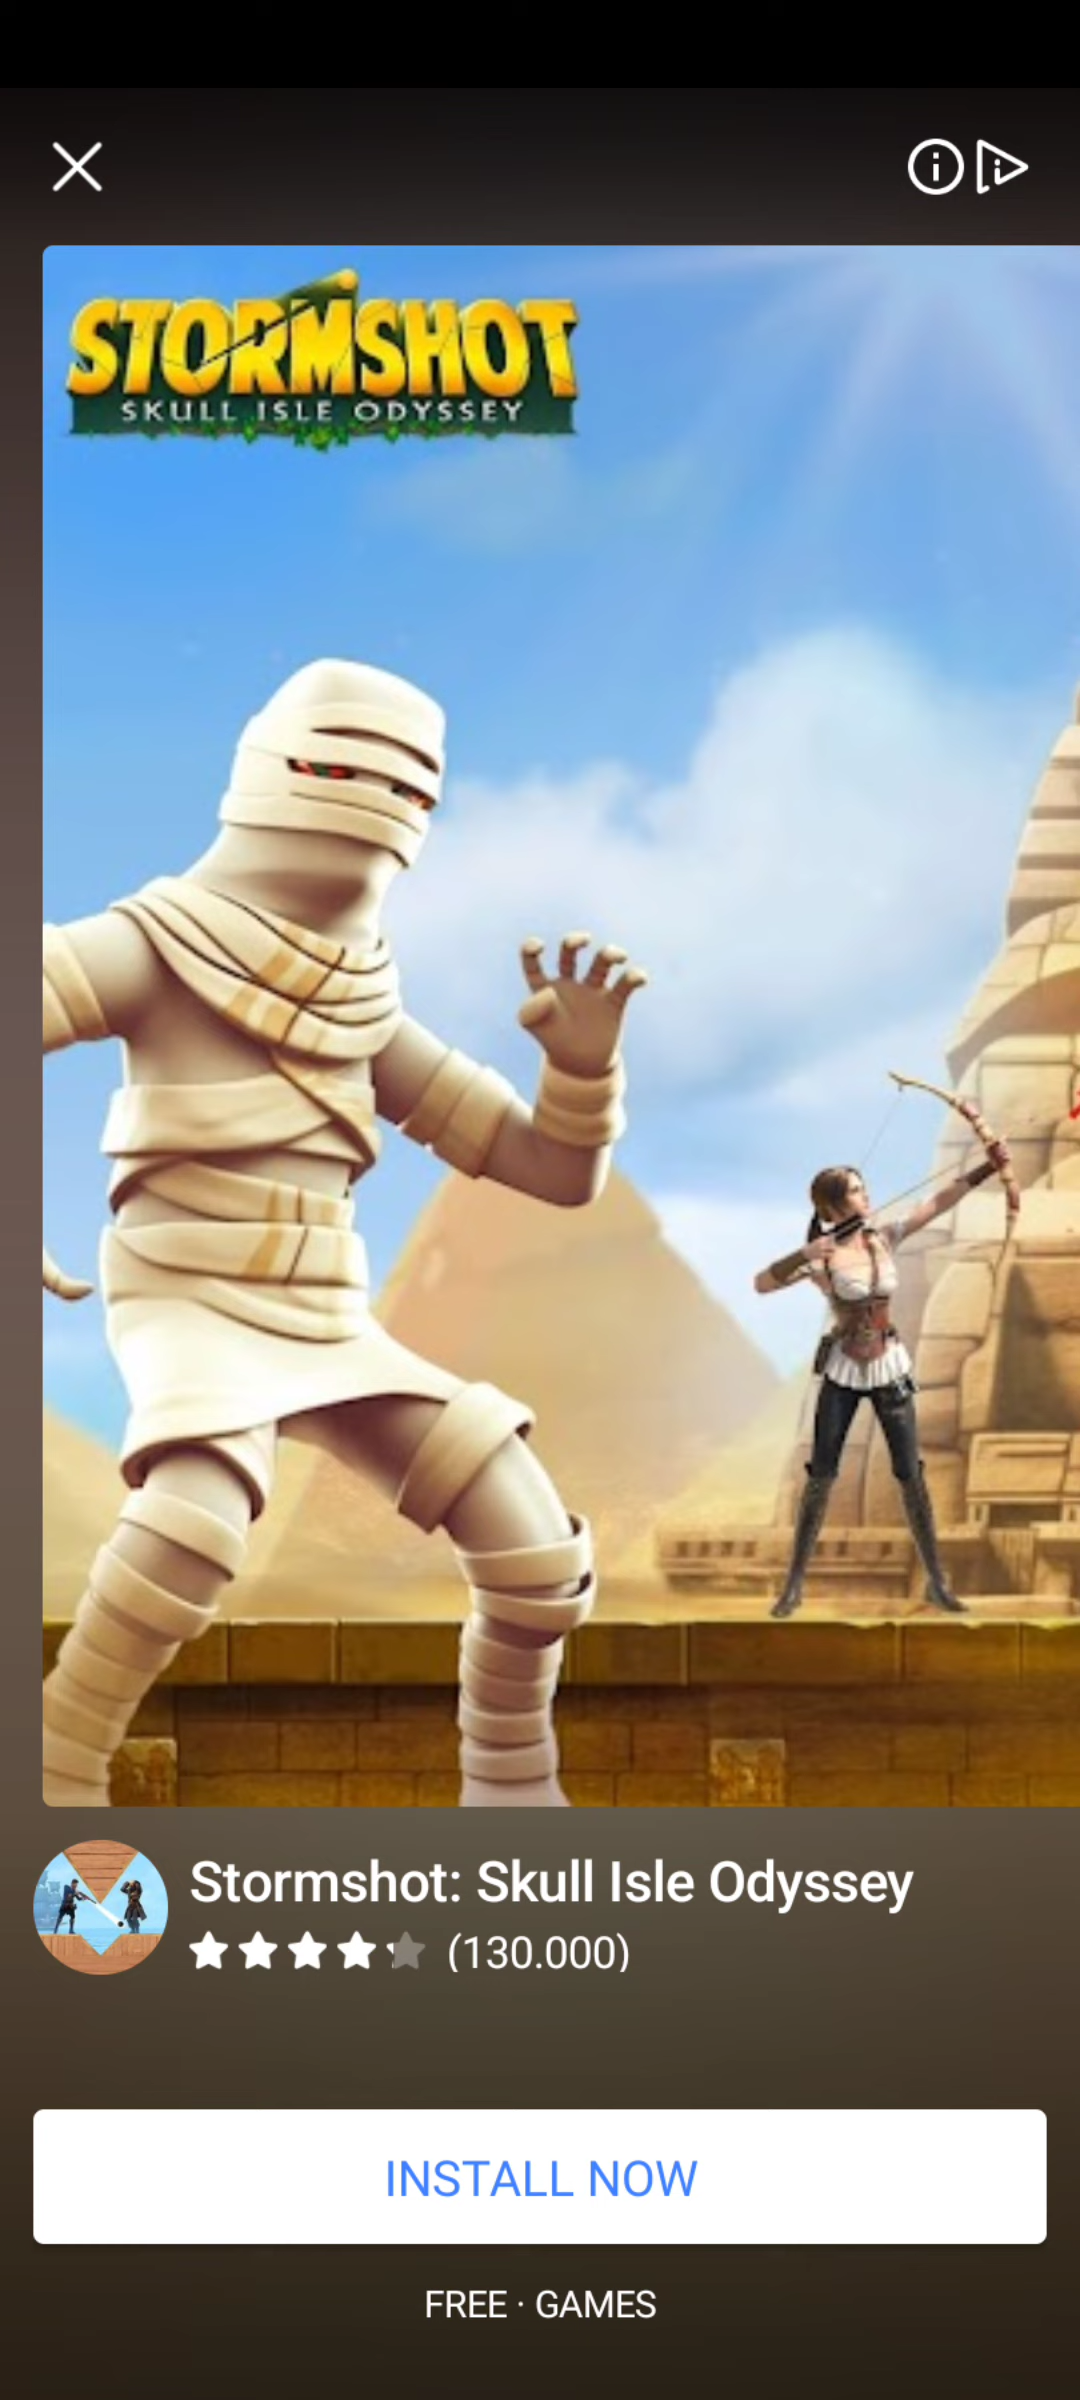 STORMSHOT
SKULL ISLE ODYSSEY
Stormshot: Skull Isle Odyssey
(130.000)
INSTALL NOW
FREE · GAMES